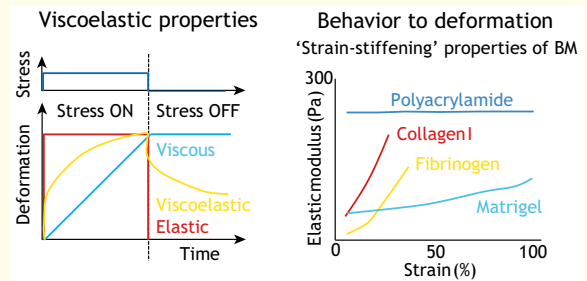 Viscoelastic properties
Stress
Stress ON
Stress OFF
Viscous
Viscoelastic
Elastic
Deformation
Time
Behavior to deformation
‘Strain-stiffening’ properties of BM
300
Polyacrylamide
Collagen I
Fibrinogen
Matrigel
Elastic modulus (Pa)
0
50
100
Strain (%)